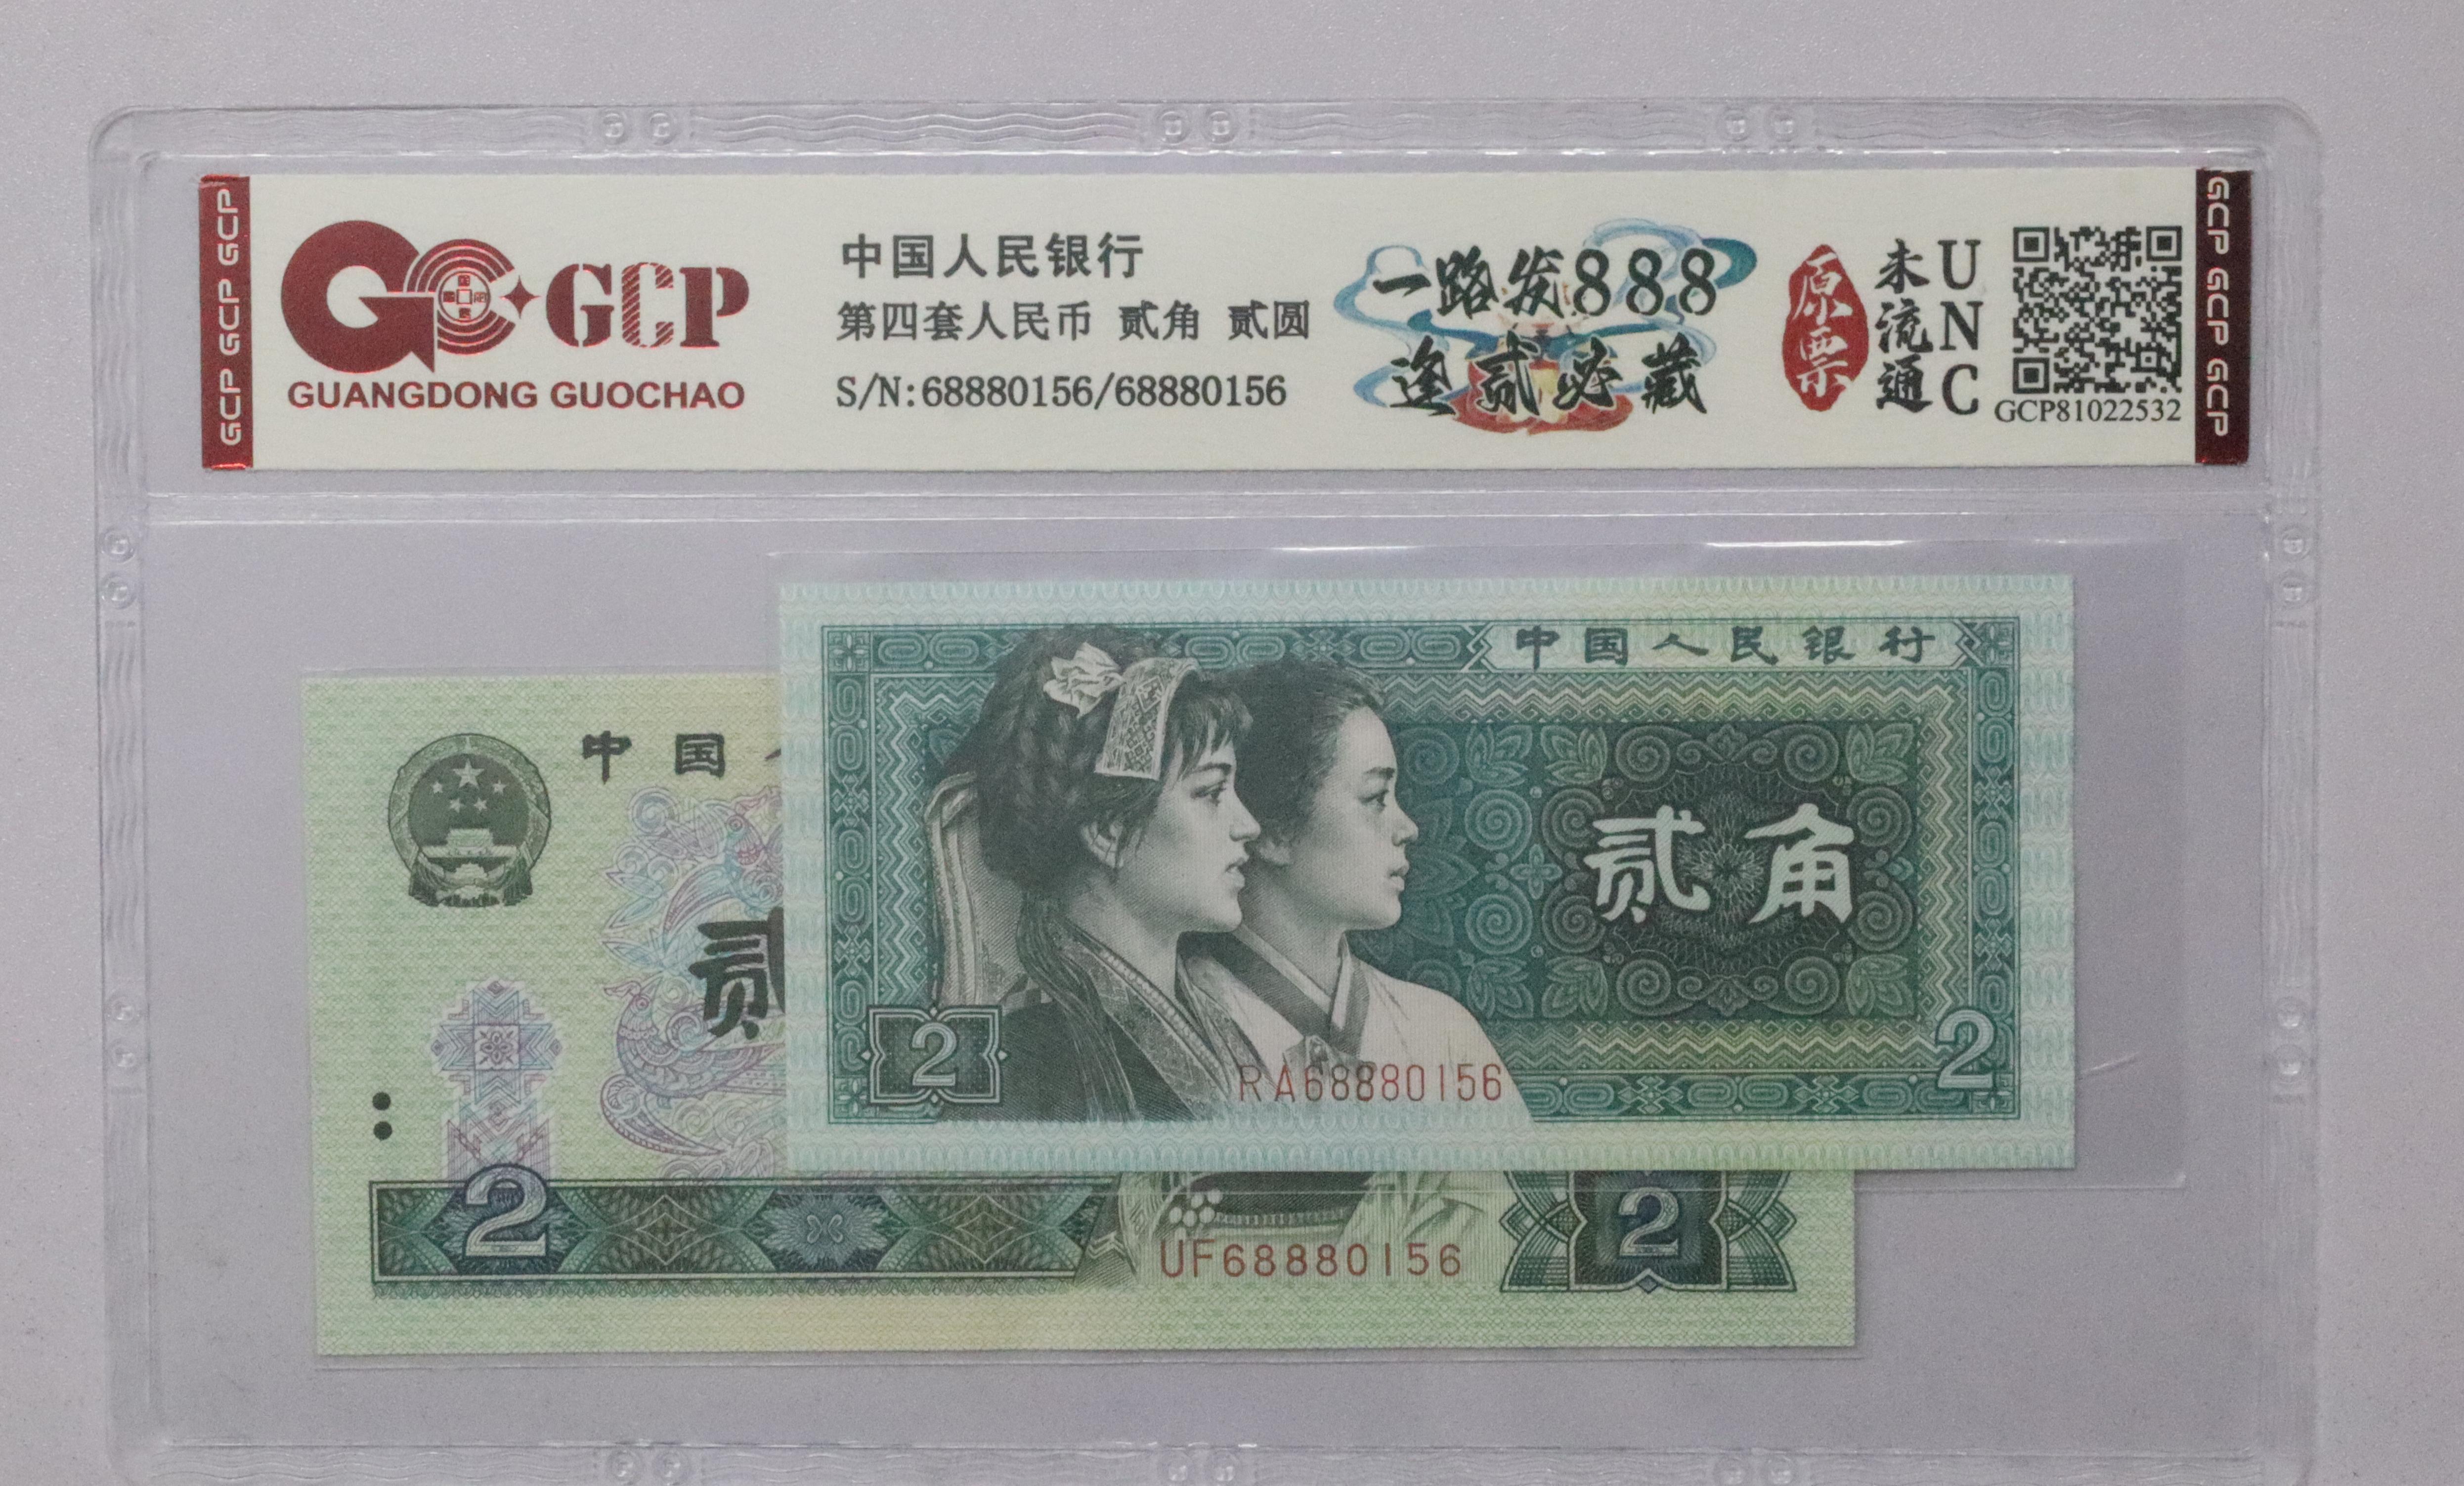 GCP GCP GCP
GCP
GUANGDONG GUOCHAO
中国人民银行
第四套人民币 贰角 贰圆
S/N:68880156/68880156
一路发888
逢贰必藏
原票
未流通
UNC
GCP81022532
GCP GCP GCP
中国人民银行
贰角
2
RA68880156
2
中国
贰
2
UF68880156
2